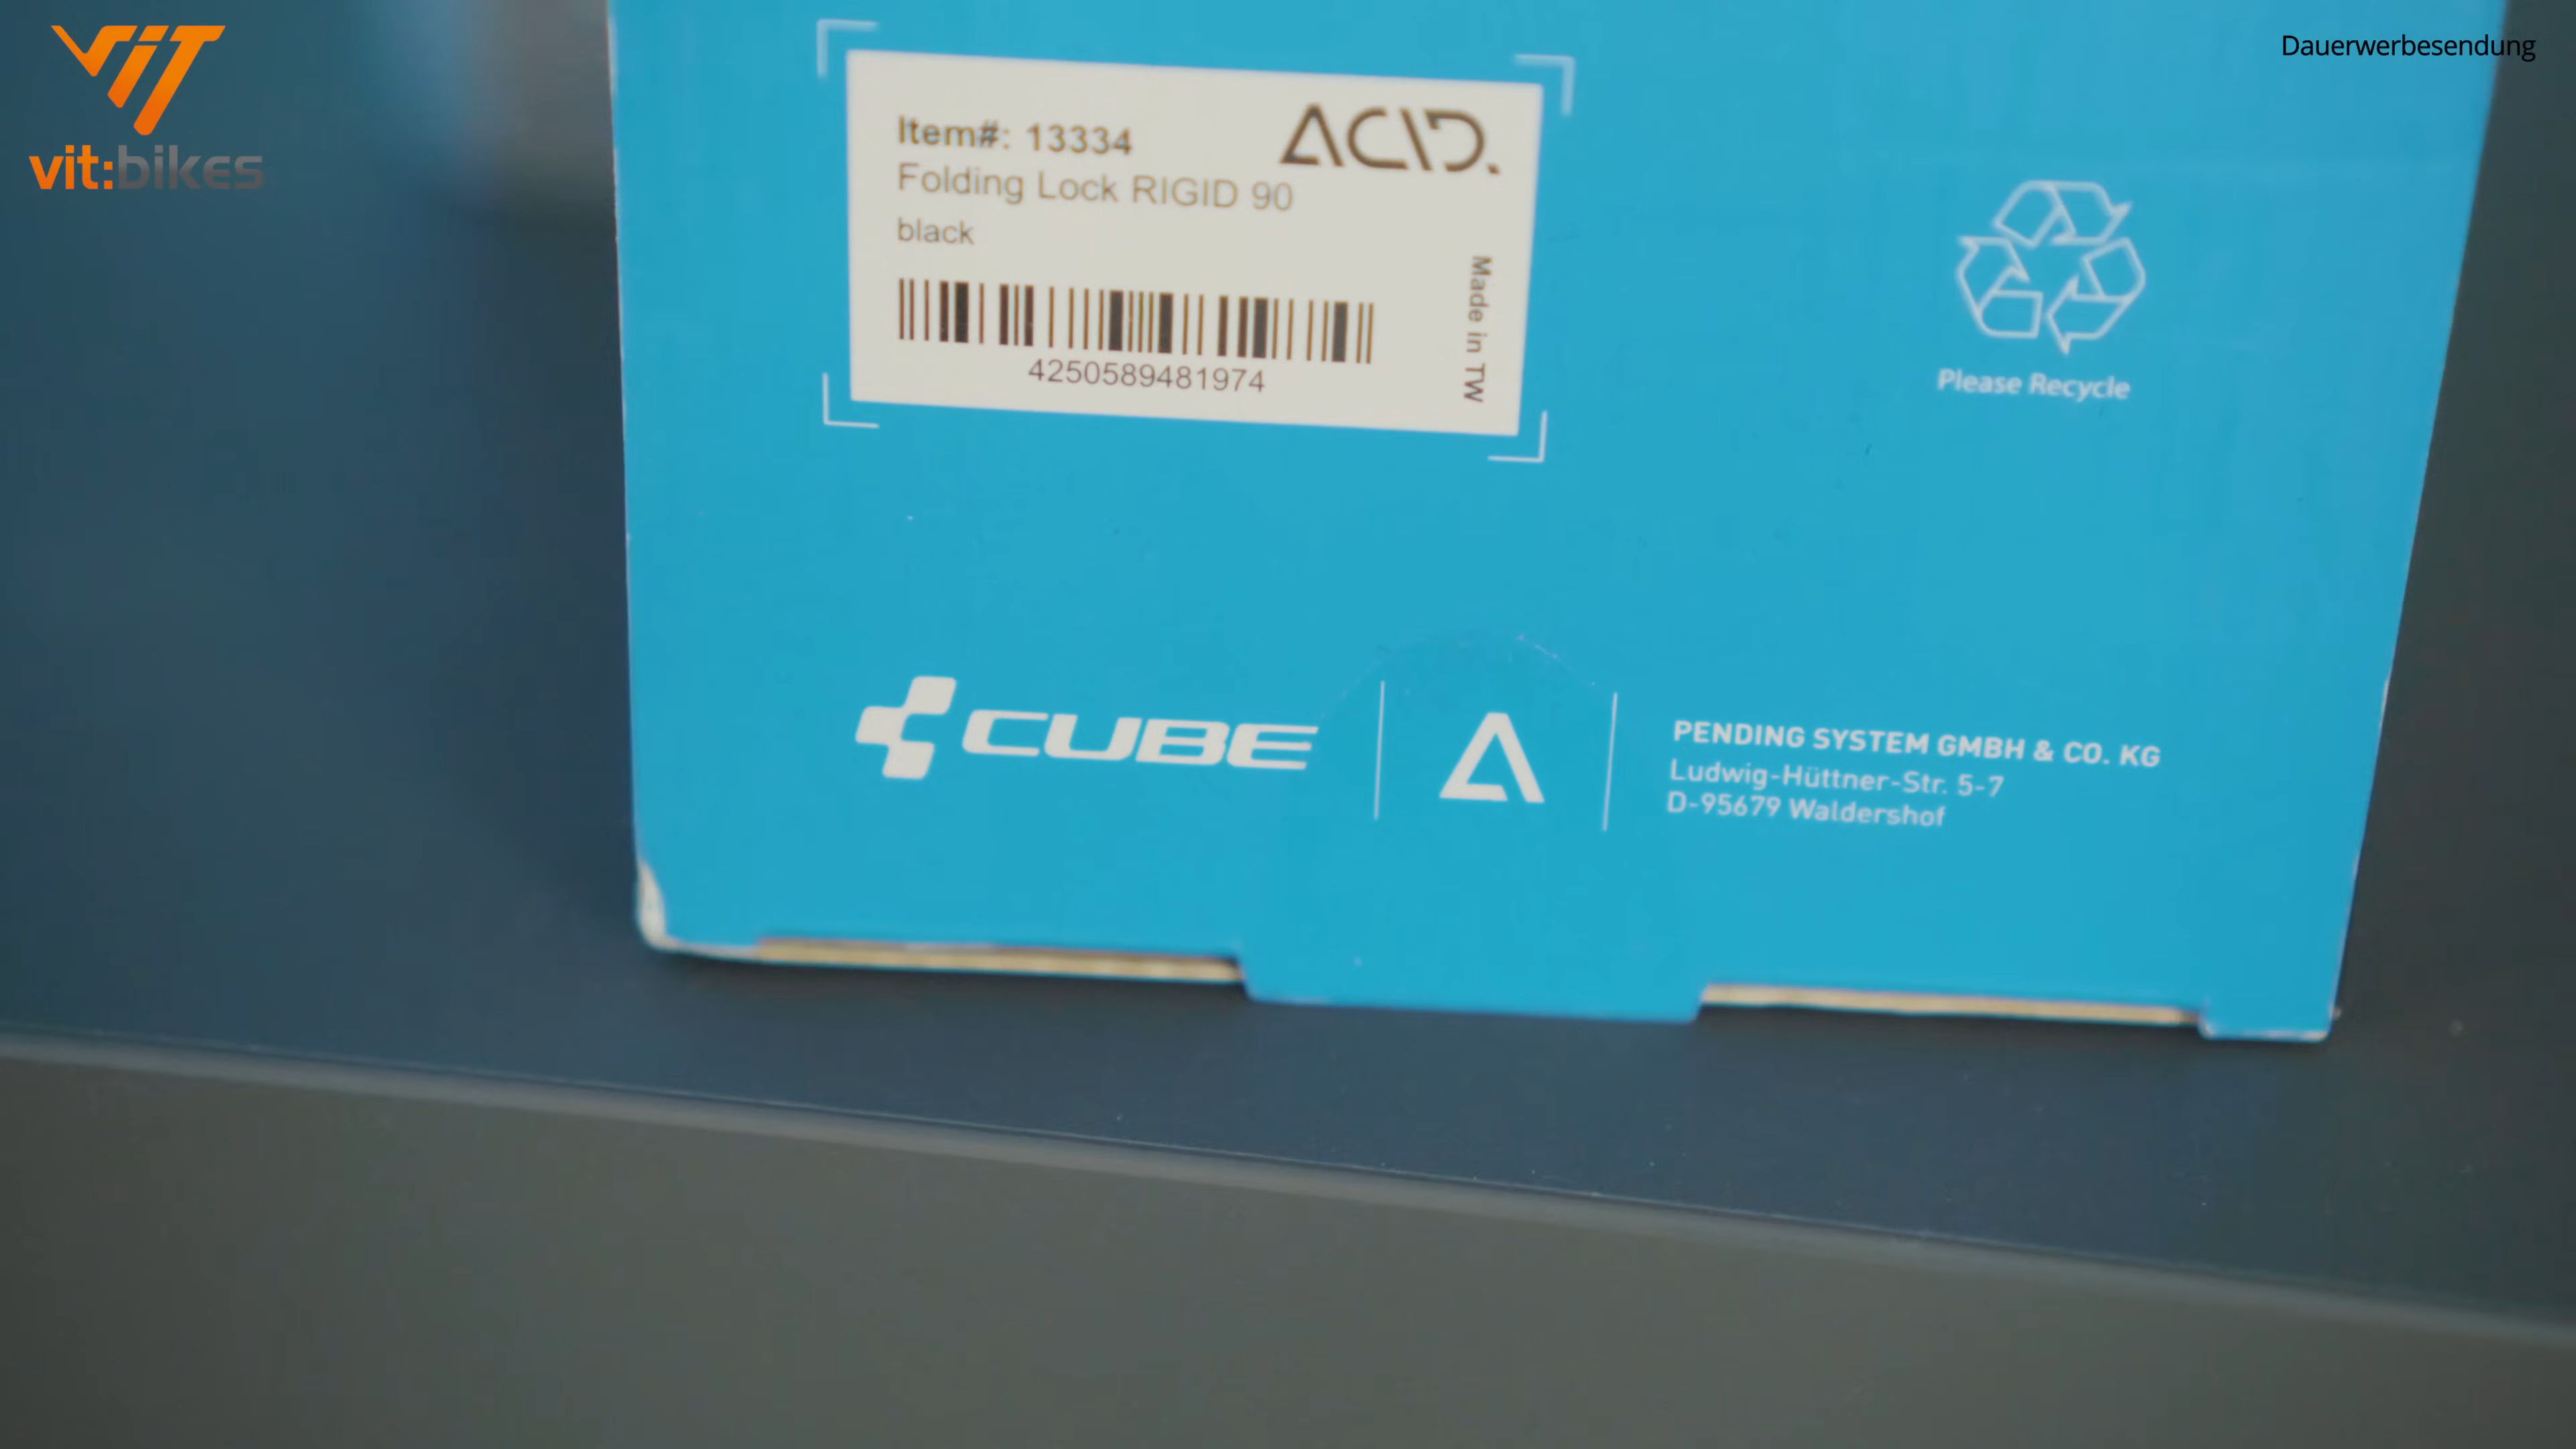 ViT
vit:bikes
Dauerwerbesendung
Item#: 13334
ACID.
Folding Lock RIGID 90
black
Made in TW
4250589481974
Please Recycle
CUBE
PENDING SYSTEM GMBH & CO. KG
Ludwig-Hüttner-Str. 5-7
D-95679 Waldershof